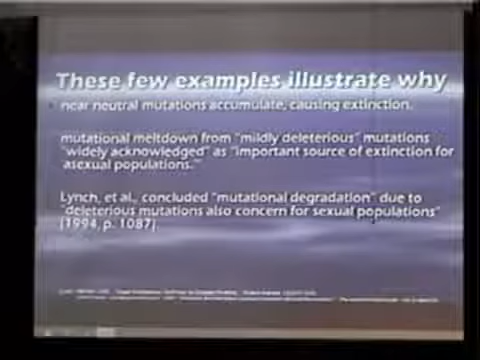 These few examples illustrate why
near neutral mutations accumulate, causing extinction.
mutational meltdown from "mildly deleterious" mutations
"widely acknowledged" as "important source of extinction for
asexual populations."
Lynch, et al., concluded "mutational degradation" due to
"deleterious mutations also concern for sexual populations"
(1994, p. 1087)